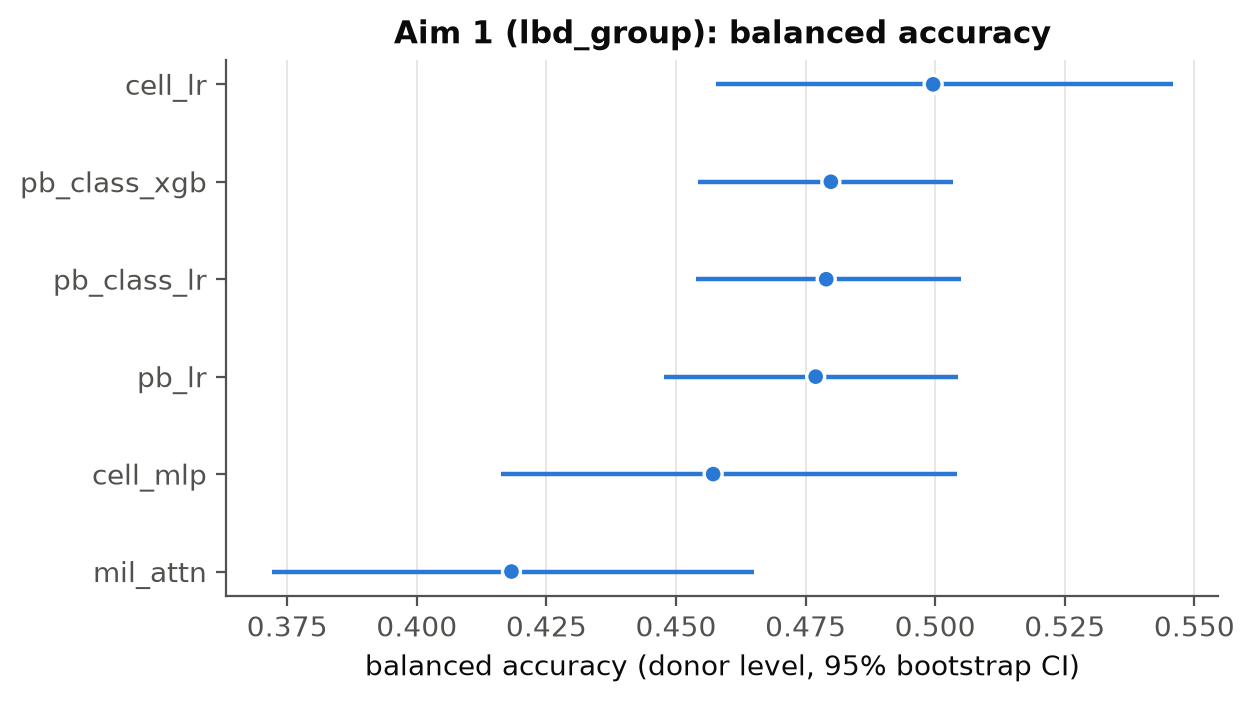 Aim 1 (lbd_group): balanced accuracy
cell_lr
pb_class_xgb
pb_class_lr
pb_lr
cell_mlp
mil_attn
0.375 0.400 0.425 0.450 0.475 0.500 0.525 0.550
balanced accuracy (donor level, 95% bootstrap CI)